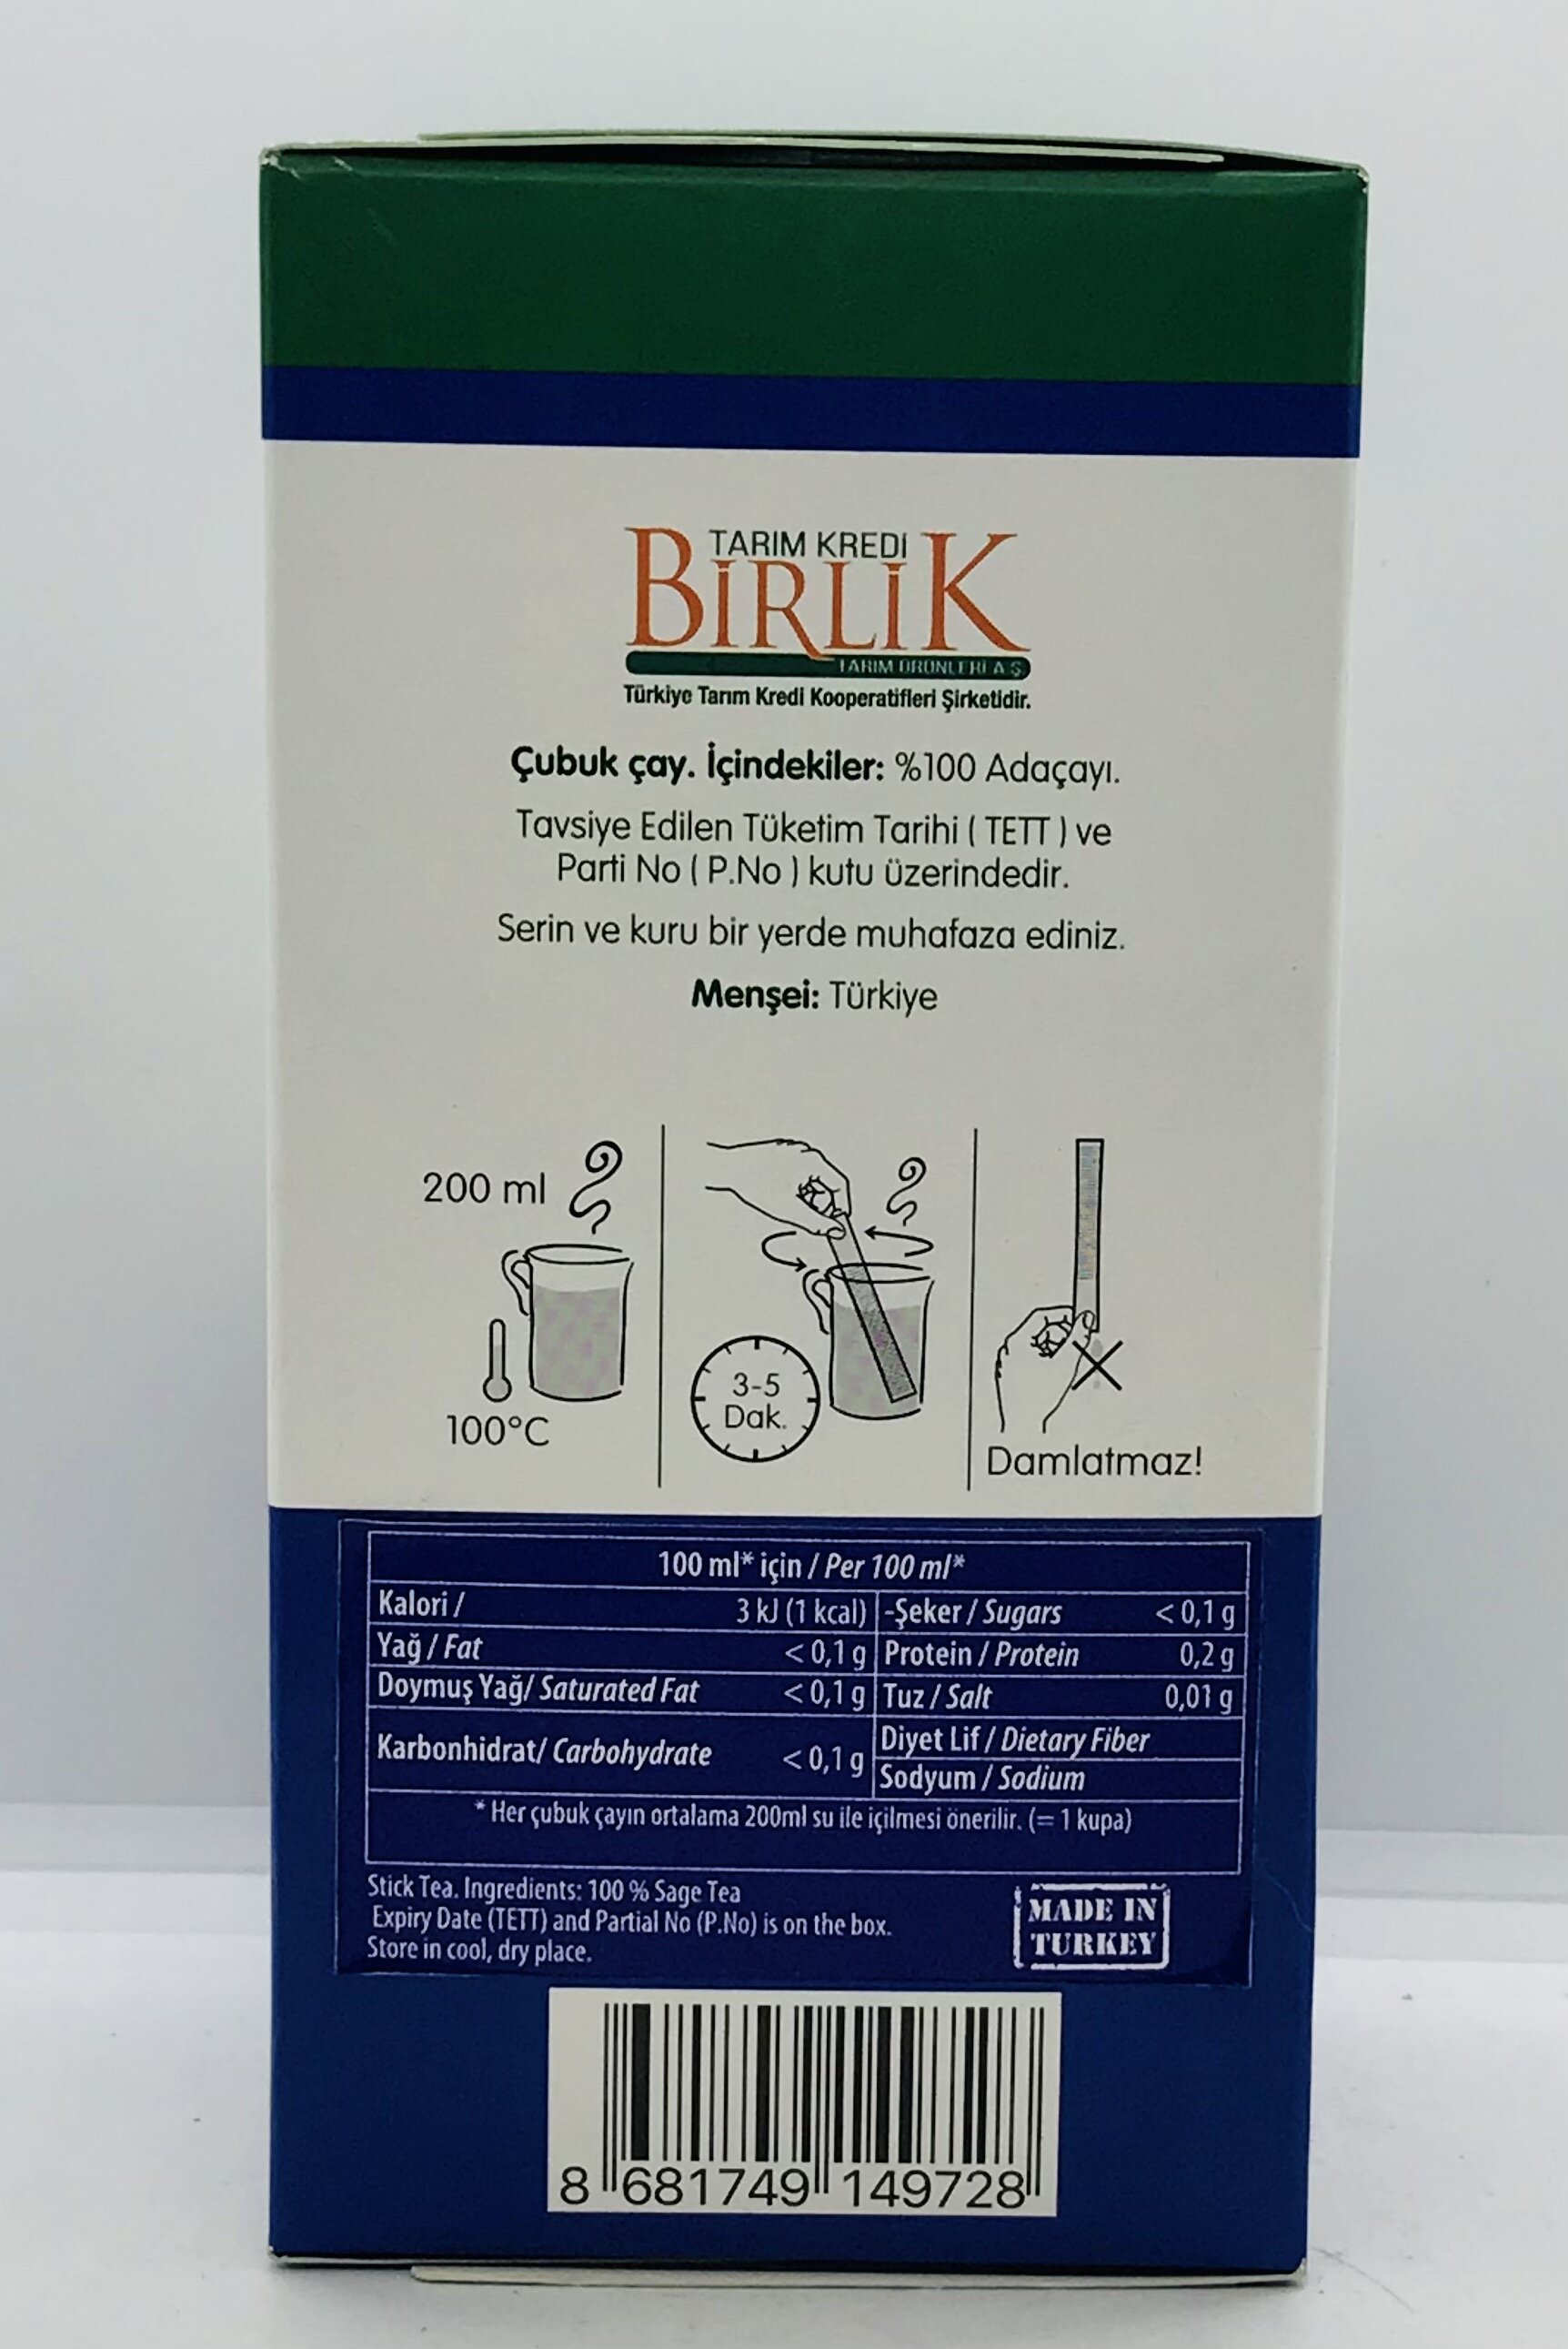 TARIM KREDİ
BİRLİK
TARIM ÜRÜNLERİ A.Ş
Türkiye Tarım Kredi Kooperatifleri Şirketidir.
Çubuk çay. İçindekiler: %100 Adaçayı.
Tavsiye Edilen Tüketim Tarihi ( TETT ) ve
Parti No ( P.No ) kutu üzerindedir.
Serin ve kuru bir yerde muhafaza ediniz.
Menşei: Türkiye
200 ml
100°C
3-5
Dak.
Damlatmaz!
100 ml* için / Per 100 ml*
Kalori / 3 kJ (1 kcal) -Şeker / Sugars < 0,1 g
Yağ / Fat < 0,1 g Protein / Protein 0,2 g
Doymuş Yağ/ Saturated Fat < 0,1 g Tuz / Salt 0,01 g
Karbonhidrat/ Carbohydrate < 0,1 g Diyet Lif / Dietary Fiber
Sodyum / Sodium
* Her çubuk çayın ortalama 200ml su ile içilmesi önerilir. (= 1 kupa)
Stick Tea. Ingredients: 100 % Sage Tea
Expiry Date (TETT) and Partial No (P.No) is on the box.
Store in cool, dry place.
MADE IN
TURKEY
8 681749 149728